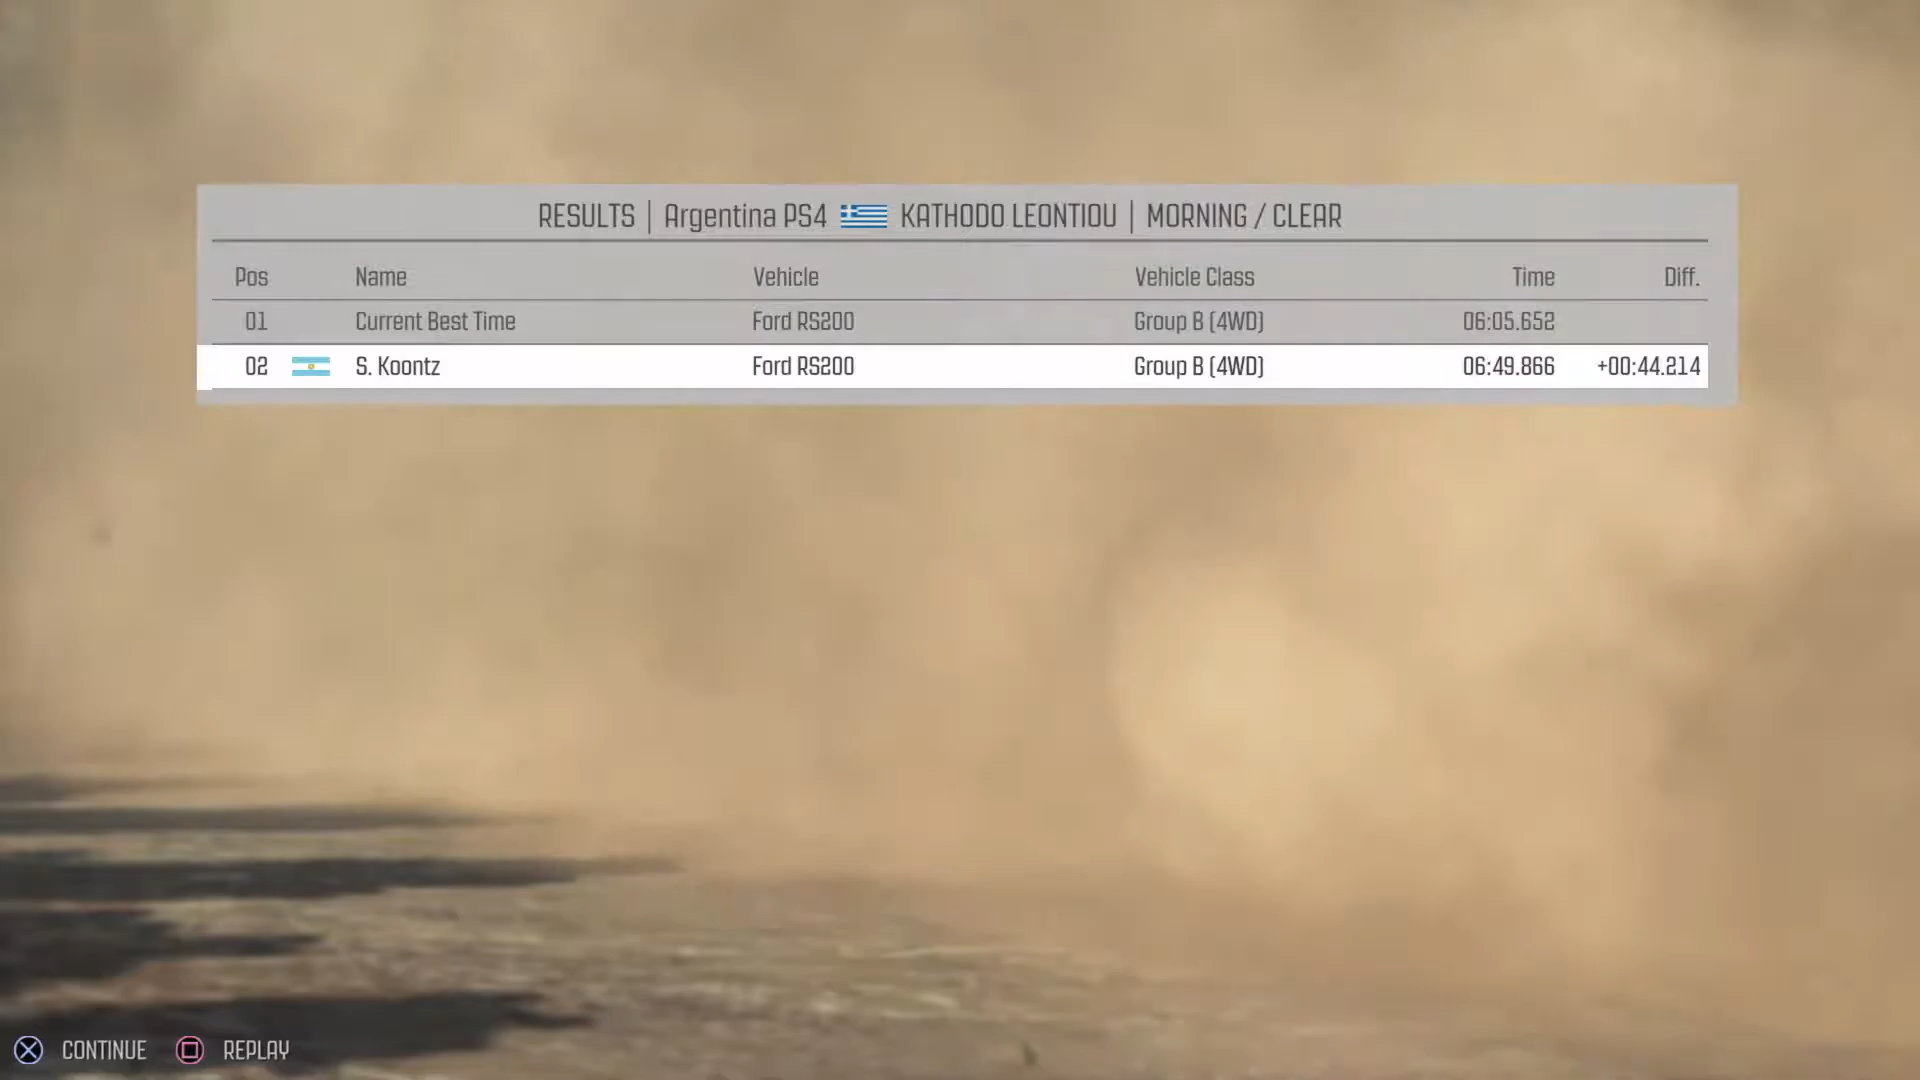 RESULTS | Argentina PS4 KATHODO LEONTIOU | MORNING / CLEAR
Pos Name Vehicle Vehicle Class Time Diff.
01 Current Best Time Ford RS200 Group B (4WD) 06:05.652
02 S. Koontz Ford RS200 Group B (4WD) 06:49.866 +00:44.214
CONTINUE REPLAY